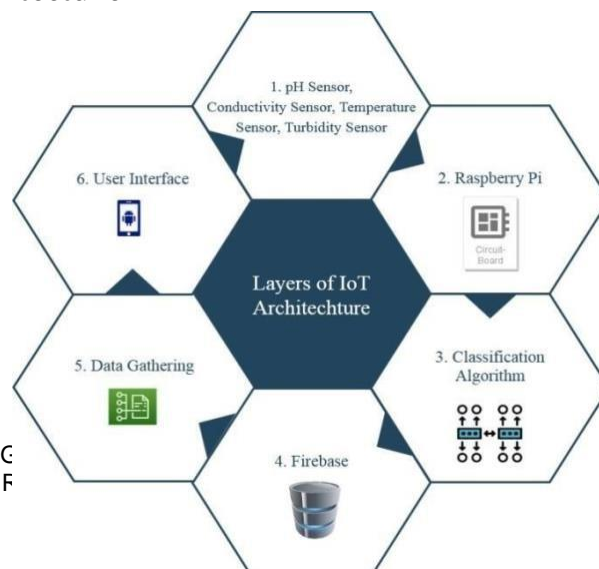 1. pH Sensor,
Conductivity Sensor, Temperature
Sensor, Turbidity Sensor
2. Raspberry Pi
Circuit-
Board
3. Classification
Algorithm
4. Firebase
5. Data Gathering
6. User Interface
Layers of IoT
Architechture
G
R